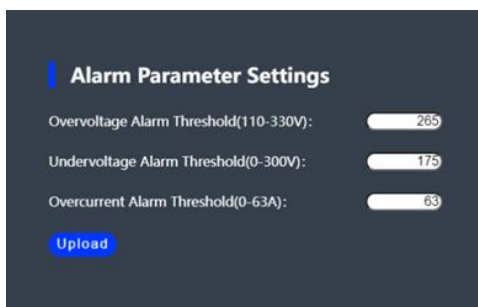 Alarm Parameter Settings
Overvoltage Alarm Threshold(110-330V): 265
Undervoltage Alarm Threshold(0-300V): 175
Overcurrent Alarm Threshold(0-63A): 63
Upload